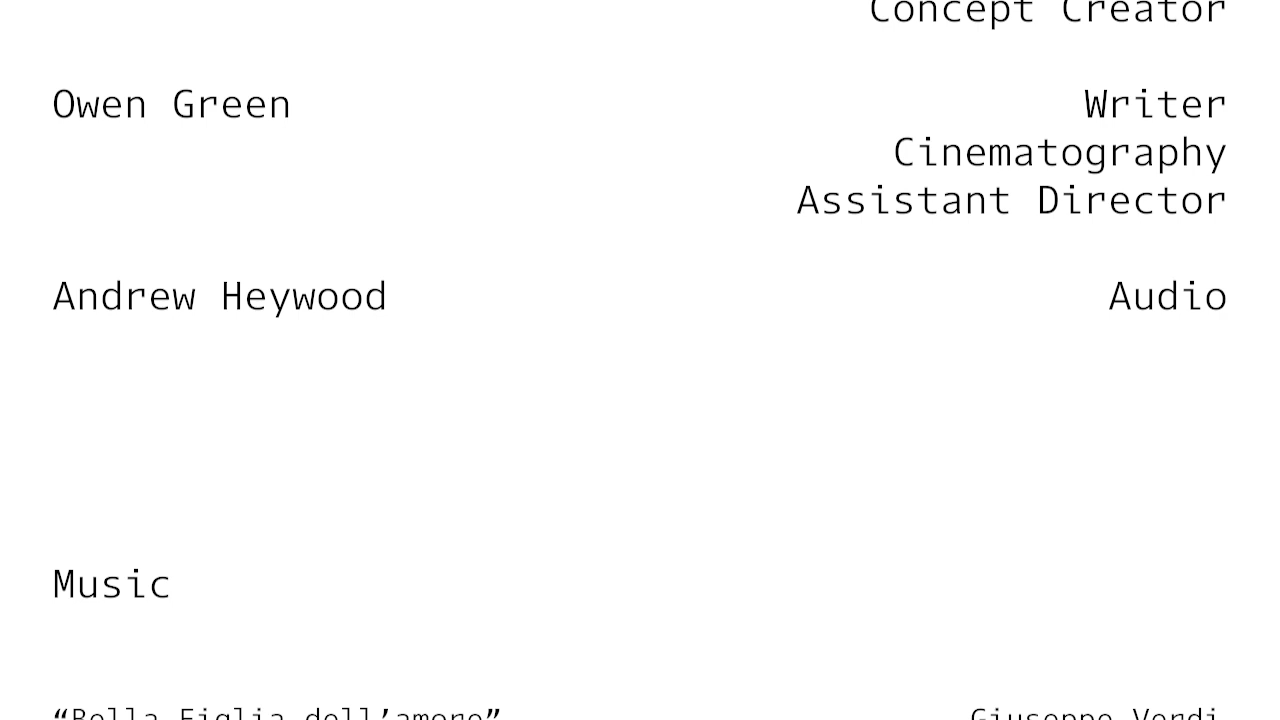 Concept Creator
Owen Green Writer
Cinematography
Assistant Director
Andrew Heywood Audio
Music
“Bella Figlia dell’amore” Giuseppe Verdi